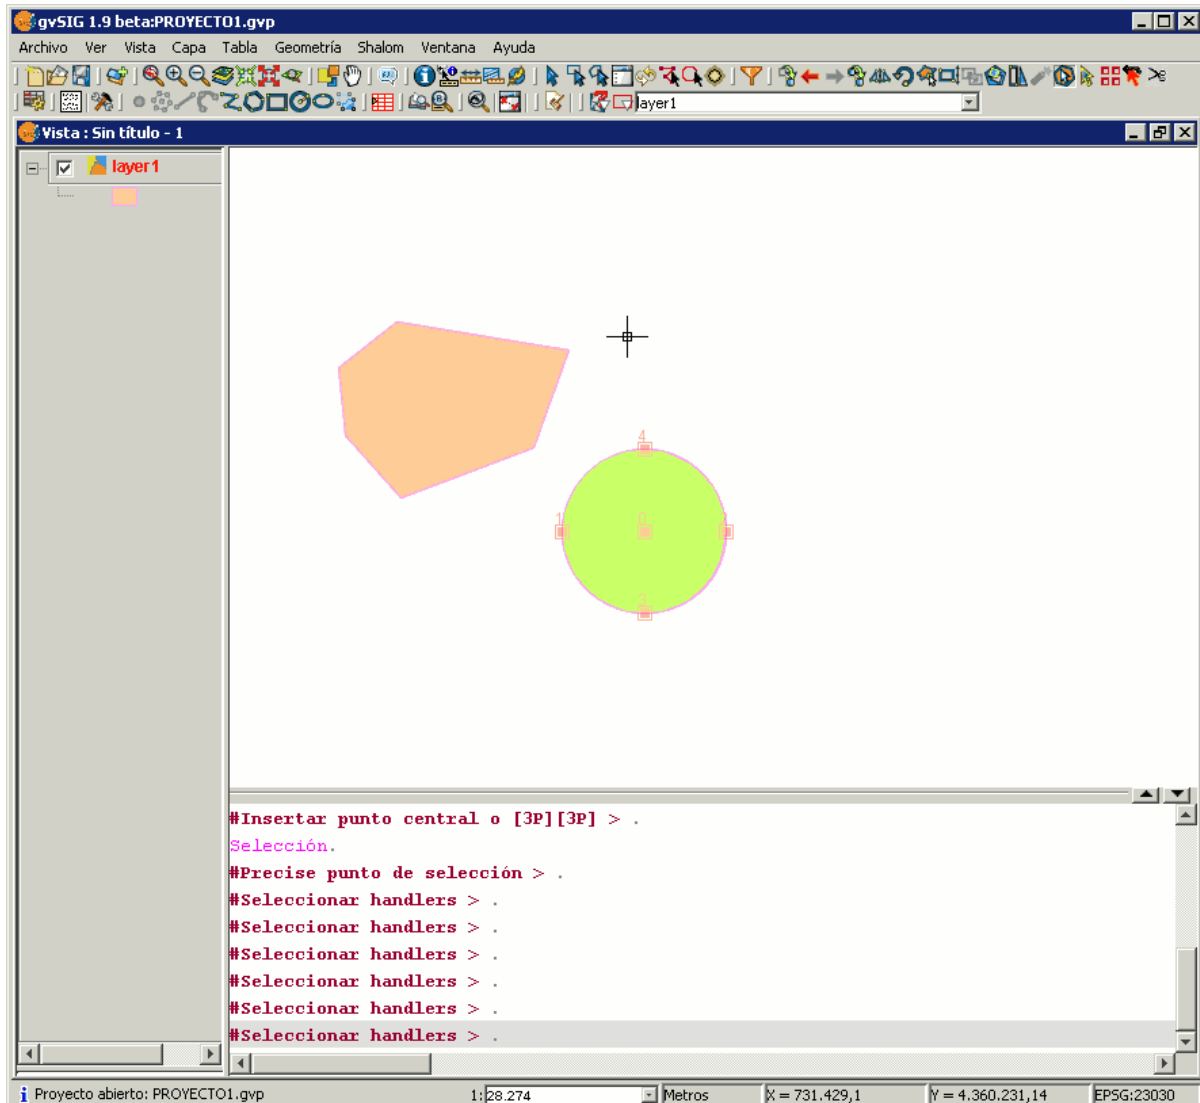 gvSIG 1.9 beta:PROYECTO1.gvp
Archivo Ver Vista Capa Tabla Geometría Shalom Ventana Ayuda
layer1
Vista : Sin título - 1
layer1
4
1 0
3
#Insertar punto central o [3P][3P] > .
Selección.
#Precise punto de selección > .
#Seleccionar handlers > .
#Seleccionar handlers > .
#Seleccionar handlers > .
#Seleccionar handlers > .
#Seleccionar handlers > .
#Seleccionar handlers > .
Proyecto abierto: PROYECTO1.gvp 1: 28.274 Metros X = 731.429,1 Y = 4.360.231,14 EPSG:23030